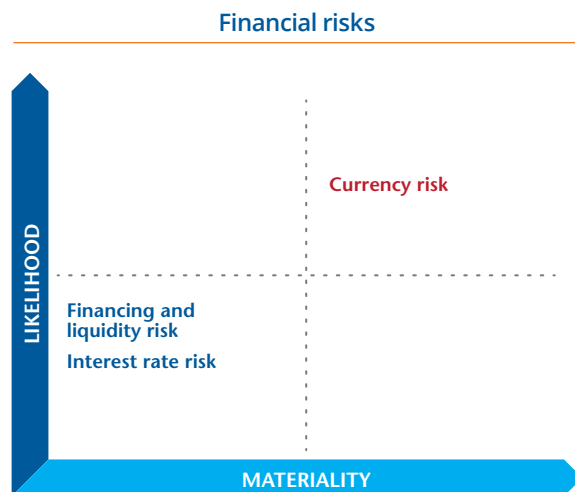 Financial risks
Currency risk
LIKELIHOOD
Financing and
liquidity risk
Interest rate risk
MATERIALITY